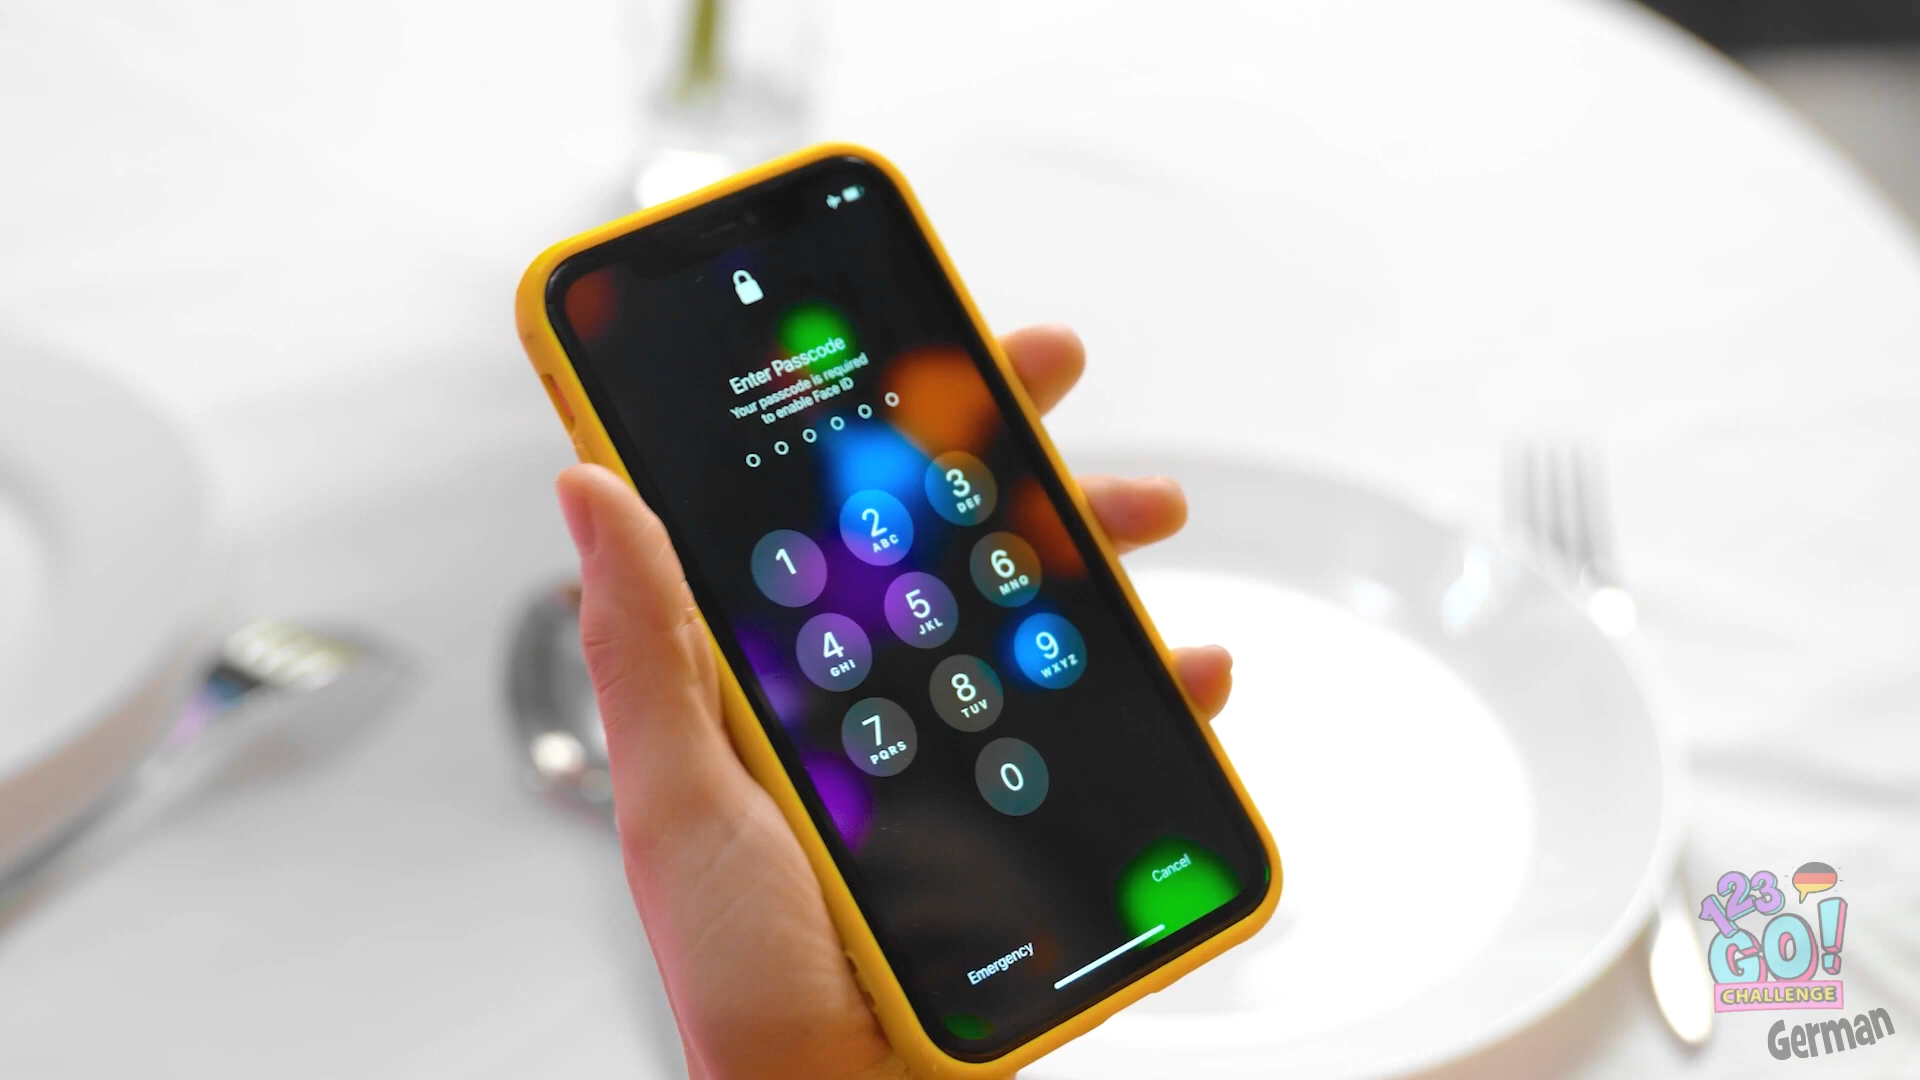 Enter Passcode
Your passcode is required
to enable Face ID
1
2
ABC
3
DEF
4
GHI
5
JKL
6
MNO
7
PQRS
8
TUV
9
WXYZ
0
Emergency
Cancel
123
GO!
CHALLENGE
German